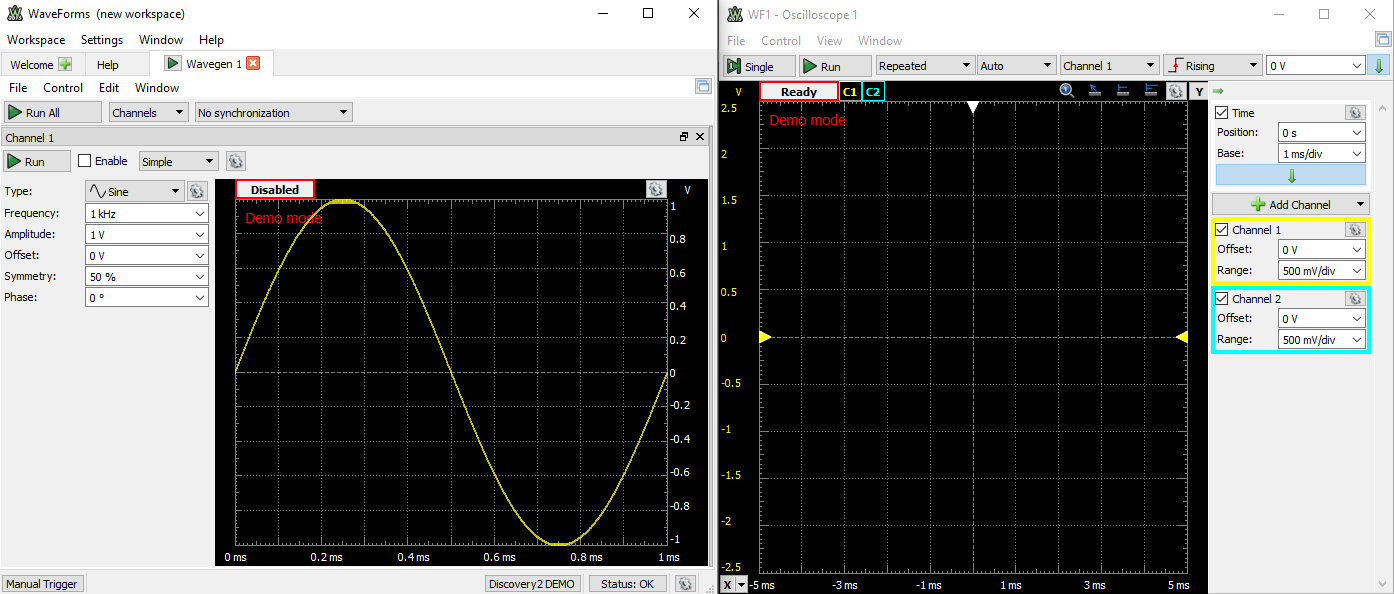 WaveForms (new workspace)
Workspace Settings Window Help
Welcome Help Wavegen 1
File Control Edit Window
Run All Channels No synchronization
Channel 1
Run Enable Simple
Type: Sine
Frequency: 1 kHz
Amplitude: 1 V
Offset: 0 V
Symmetry: 50 %
Phase: 0 °
Disabled V
Demo mode
1
0.8
0.6
0.4
0.2
0
-0.2
-0.4
-0.6
-0.8
-1
0 ms 0.2 ms 0.4 ms 0.6 ms 0.8 ms 1 ms
Manual Trigger Discovery2 DEMO Status: OK
WF1 - Oscilloscope 1
File Control View Window
Single Run Repeated Auto Channel 1 Rising 0 V
V Ready C1 C2 Y
Demo mode
2.5
2
1.5
1
0.5
0
-0.5
-1
-1.5
-2
-2.5
X -5 ms -3 ms -1 ms 1 ms 3 ms 5 ms
Time
Position: 0 s
Base: 1 ms/div
Add Channel
Channel 1
Offset: 0 V
Range: 500 mV/div
Channel 2
Offset: 0 V
Range: 500 mV/div